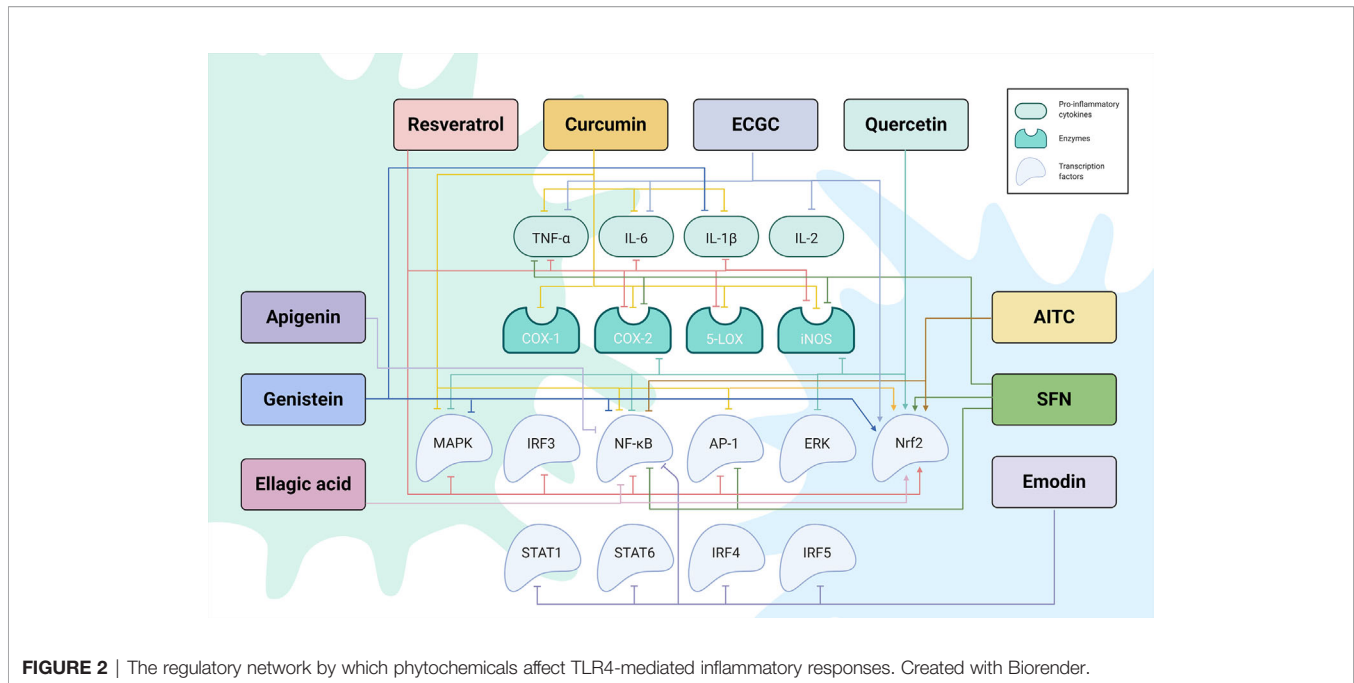 Resveratrol
Curcumin
ECGC
Quercetin
Pro-inflammatory
cytokines
Enzymes
Transcription
factors
TNF-α
IL-6
IL-1β
IL-2
Apigenin
AITC
COX-1
COX-2
5-LOX
iNOS
Genistein
SFN
MAPK
IRF3
NF-κB
AP-1
ERK
Nrf2
Ellagic acid
Emodin
STAT1
STAT6
IRF4
IRF5
FIGURE 2 | The regulatory network by which phytochemicals affect TLR4-mediated inflammatory responses. Created with Biorender.